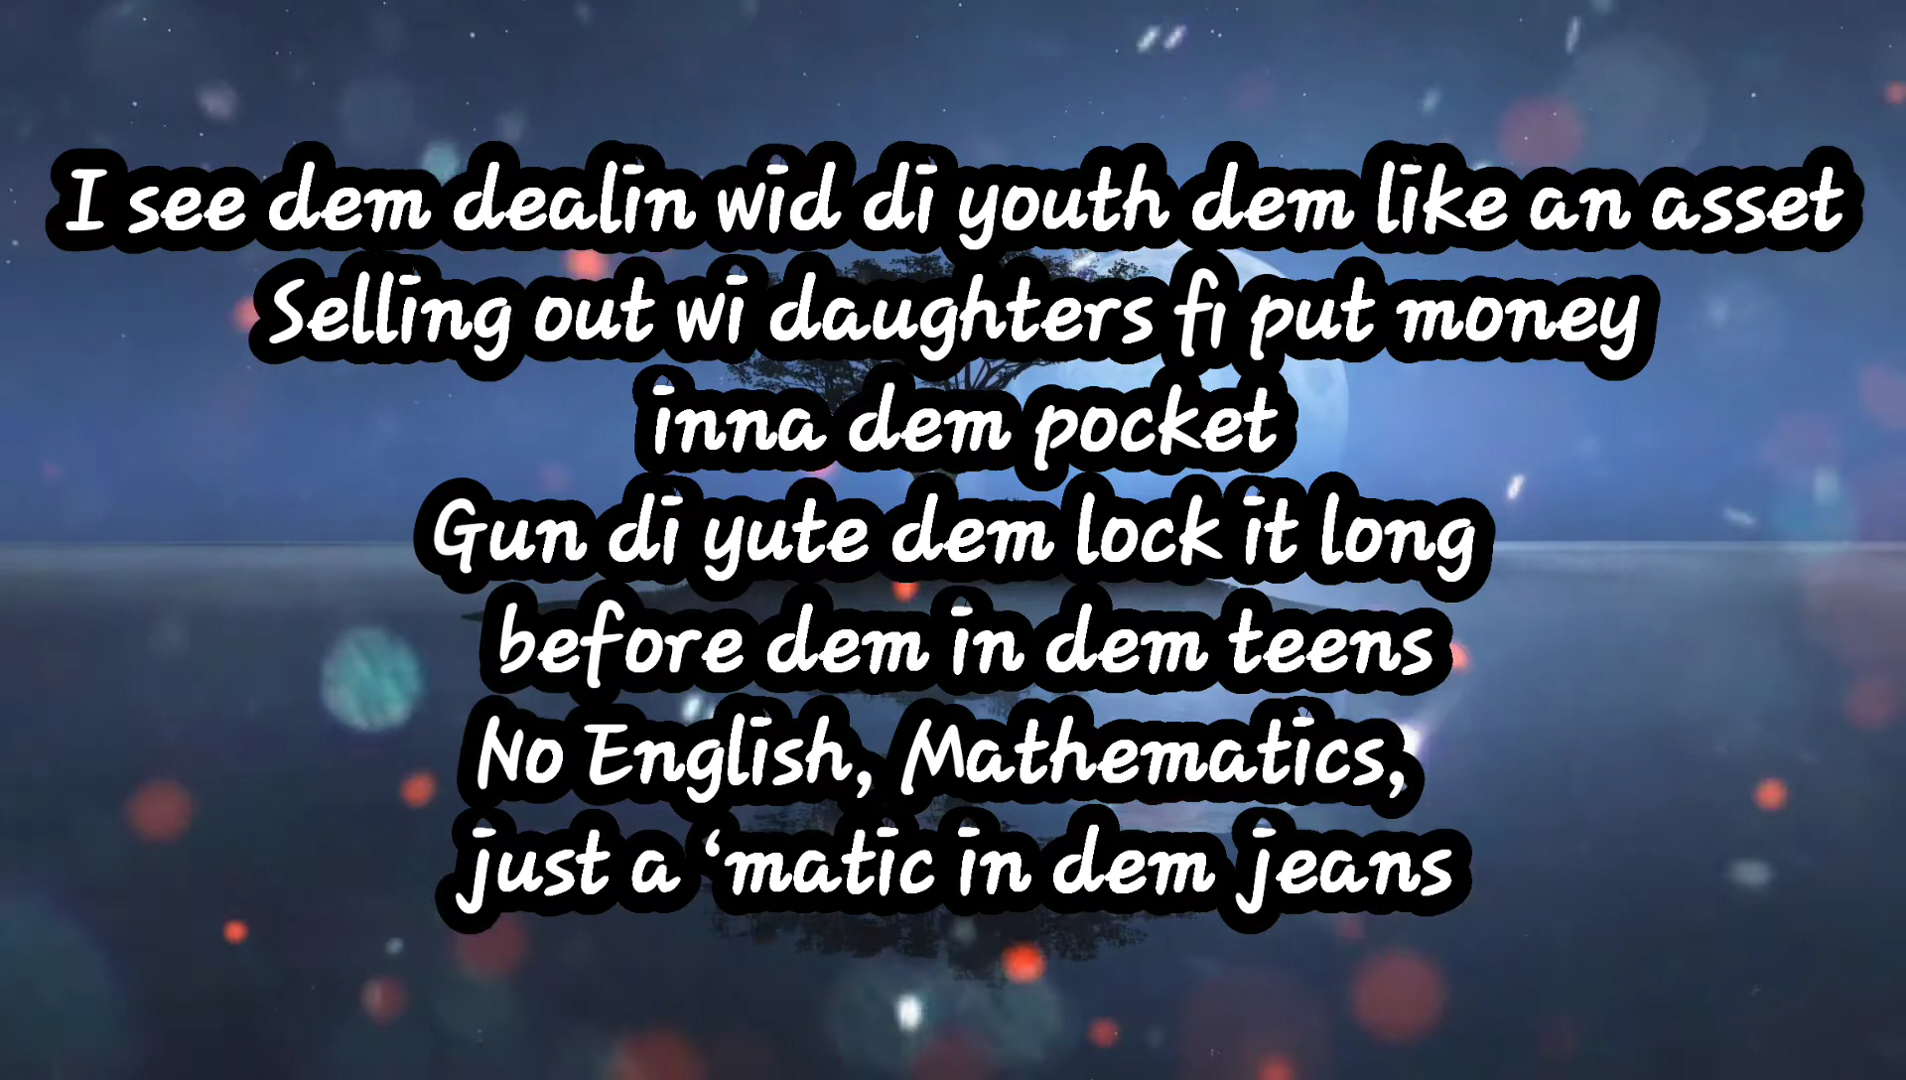 I see dem dealin wid di youth dem like an asset
Selling out wi daughters fi put money
inna dem pocket
Gun di yute dem lock it long
before dem in dem teens
No English, Mathematics,
just a ‘matic in dem jeans